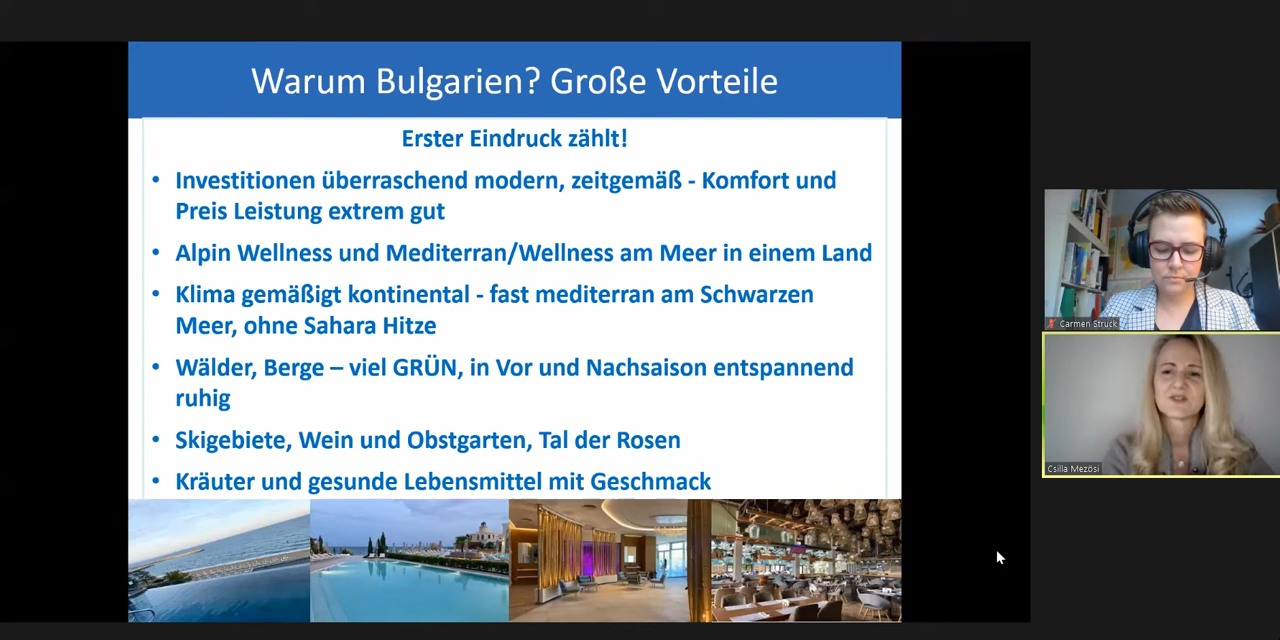 Warum Bulgarien? Große Vorteile
Erster Eindruck zählt!
• Investitionen überraschend modern, zeitgemäß - Komfort und
Preis Leistung extrem gut
• Alpin Wellness und Mediterran/Wellness am Meer in einem Land
• Klima gemäßigt kontinental - fast mediterran am Schwarzen
Meer, ohne Sahara Hitze
• Wälder, Berge – viel GRÜN, in Vor und Nachsaison entspannend
ruhig
• Skigebiete, Wein und Obstgarten, Tal der Rosen
• Kräuter und gesunde Lebensmittel mit Geschmack
Carmen Struck
Csilla Mezösi